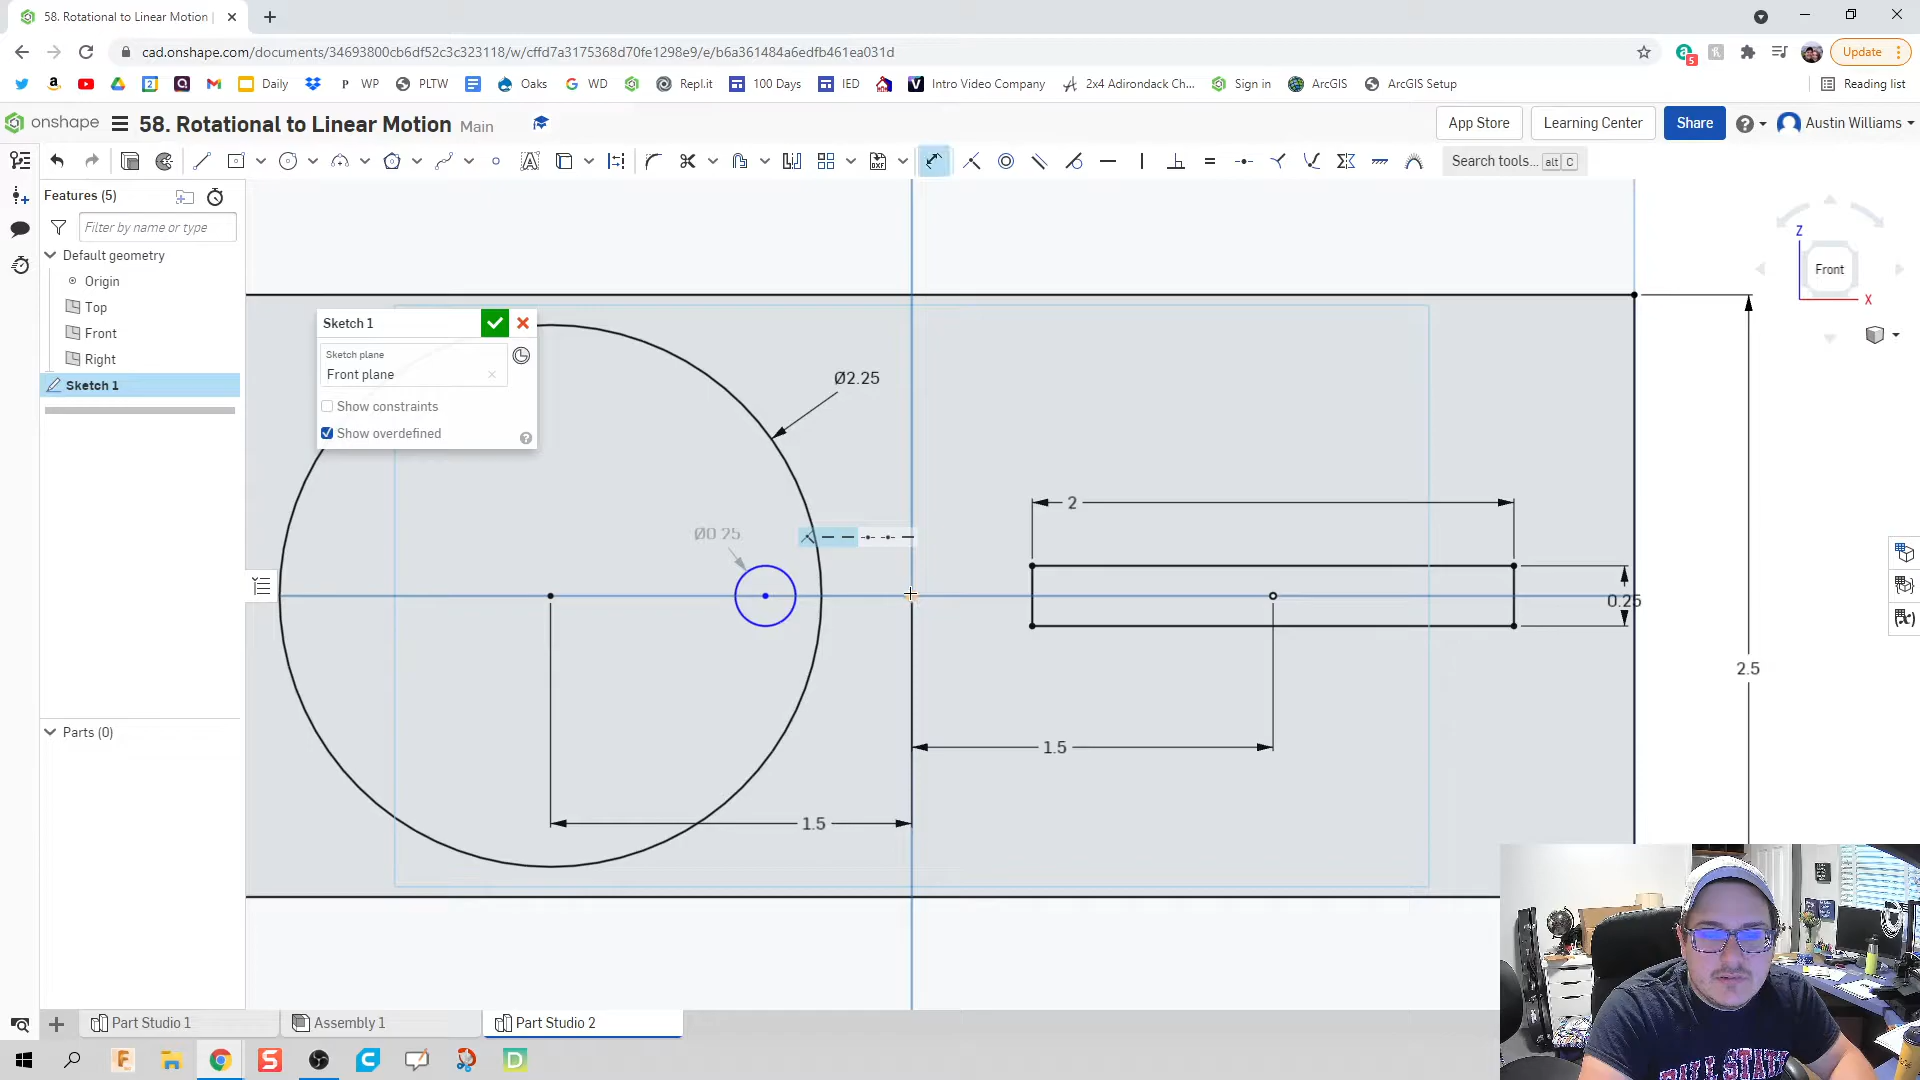 58. Rotational to Linear Motion |
cad.onshape.com/documents/34693800cb6df52c3c323118/w/cffd7a3175368d70fe1298e9/e/b6a361484a6edfb461ea031d
5
Update
Daily
WP
PLTW
Oaks
WD
Repl.it
100 Days
IED
Intro Video Company
2x4 Adirondack Ch...
Sign in
ArcGIS
ArcGIS Setup
Reading list
onshape
58. Rotational to Linear Motion Main
App Store
Learning Center
Share
Austin Williams
Search tools... alt C
Features (5)
Filter by name or type
Default geometry
Origin
Top
Front
Right
Sketch 1
Parts (0)
Sketch 1
Sketch plane
Front plane
Show constraints
Show overdefined
Ø2.25
Ø0.25
2
0.25
1.5
1.5
2.5
Z
Front
X
Part Studio 1
Assembly 1
Part Studio 2
BALL STATE